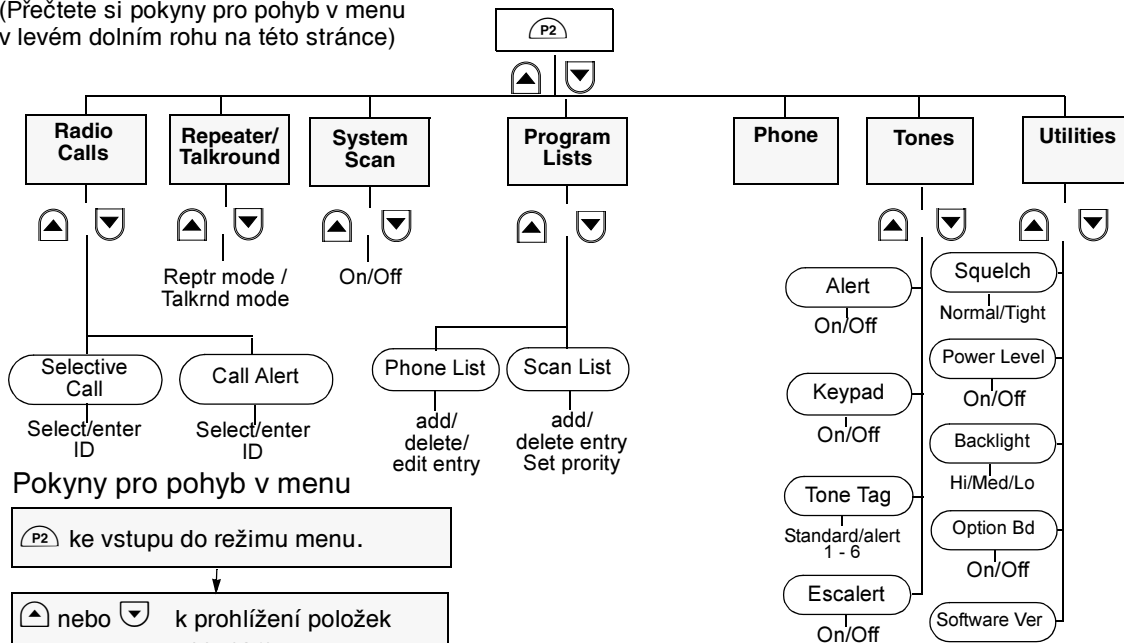 (Přečtete si pokyny pro pohyb v menu
v levém dolním rohu na této stránce)
P2
Radio
Calls
Repeater/
Talkround
System
Scan
Program
Lists
Phone
Tones
Utilities
Reptr mode /
Talkrnd mode
On/Off
Selective
Call
Select/enter
ID
Call Alert
Select/enter
ID
Phone List
add/
delete/
edit entry
Scan List
add/
delete entry
Set prority
Alert
On/Off
Keypad
On/Off
Tone Tag
Standard/alert
1 - 6
Escalert
On/Off
Squelch
Normal/Tight
Power Level
On/Off
Backlight
Hi/Med/Lo
Option Bd
On/Off
Software Ver
Pokyny pro pohyb v menu
P2 ke vstupu do režimu menu.
nebo k prohlížení položek